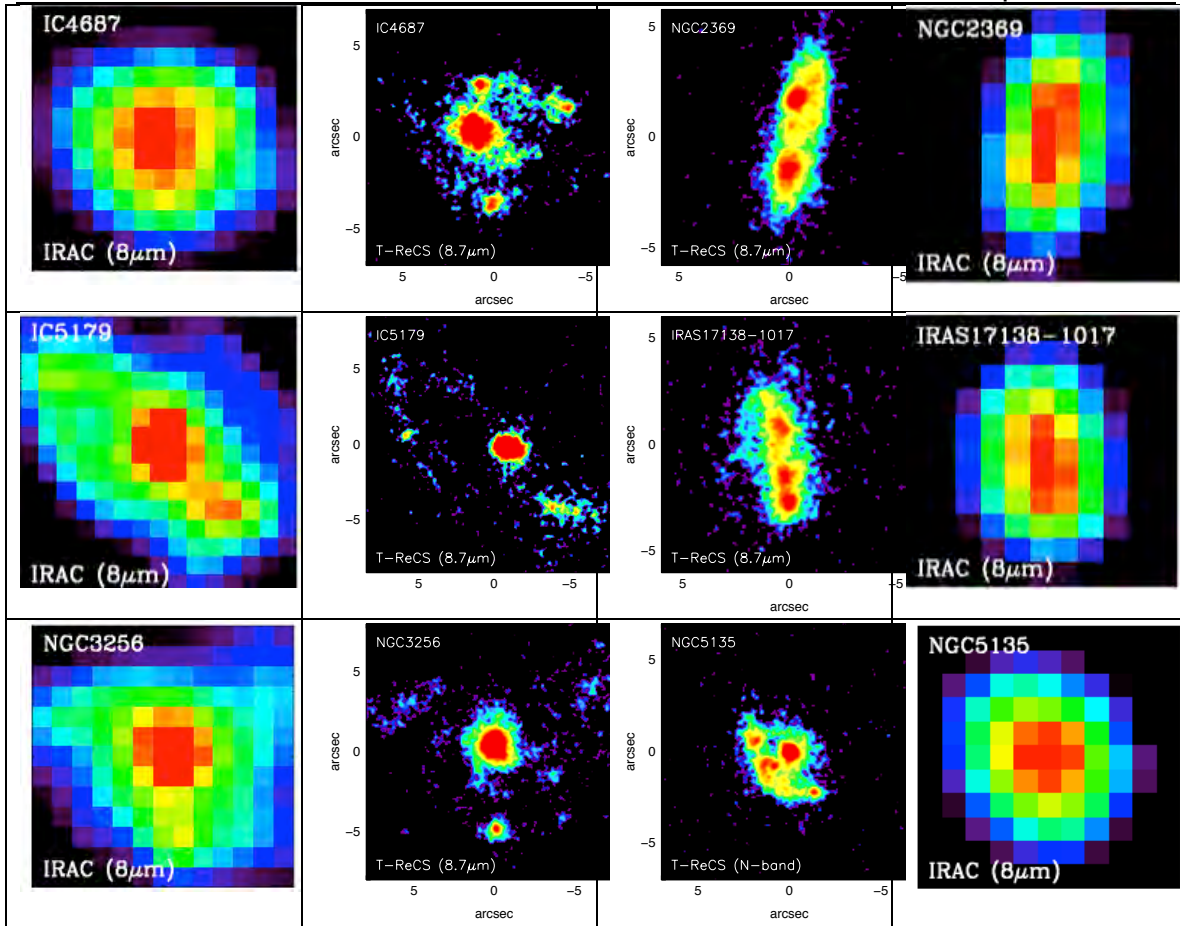 IC4687
IRAC (8μm)
IC4687
5
0
−5
arcsec
T−ReCS (8.7μm)
5 0 −5
arcsec
NGC2369
5
0
−5
arcsec
T−ReCS (8.7μm)
5 0 −5
arcsec
NGC2369
IRAC (8μm)
IC5179
IRAC (8μm)
IC5179
5
0
−5
arcsec
T−ReCS (8.7μm)
5 0 −5
arcsec
IRAS17138−1017
5
0
−5
arcsec
T−ReCS (8.7μm)
5 0 −5
arcsec
IRAS17138−1017
IRAC (8μm)
NGC3256
IRAC (8μm)
NGC3256
5
0
−5
arcsec
T−ReCS (8.7μm)
5 0 −5
arcsec
NGC5135
5
0
−5
arcsec
T−ReCS (N−band)
5 0 −5
arcsec
NGC5135
IRAC (8μm)